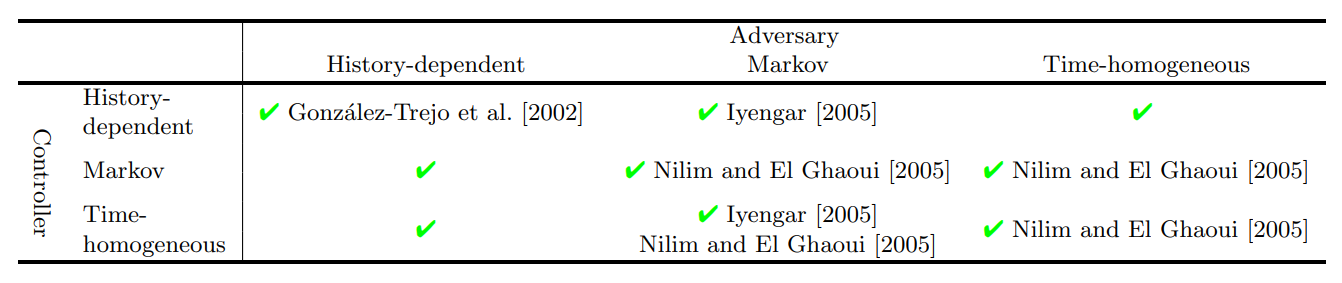 Adversary
History-dependent Markov Time-homogeneous
Controller
History-
dependent
✔ González-Trejo et al. [2002] ✔ Iyengar [2005] ✔
Markov ✔ ✔ Nilim and El Ghaoui [2005] ✔ Nilim and El Ghaoui [2005]
Time-
homogeneous
✔ ✔ Iyengar [2005]
Nilim and El Ghaoui [2005]
✔ Nilim and El Ghaoui [2005]